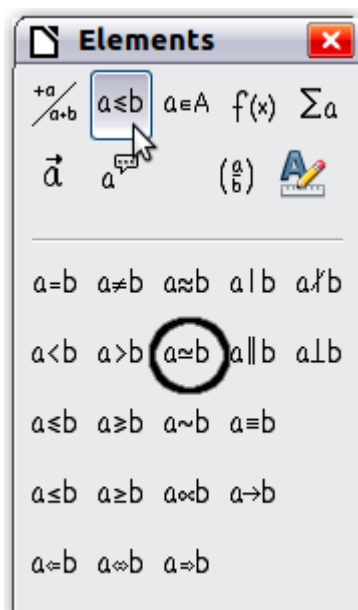 Elements
+a/a+b a⩽b a∈A f(x) Σa
a⃗ a (a/b) A
a=b a≠b a≈b a∣b a∤b
a<b a>b a≃b a∥b a⊥b
a⩽b a⩾b a~b a≡b
a≤b a≥b a∝b a→b
a⇐b a⇔b a⇒b